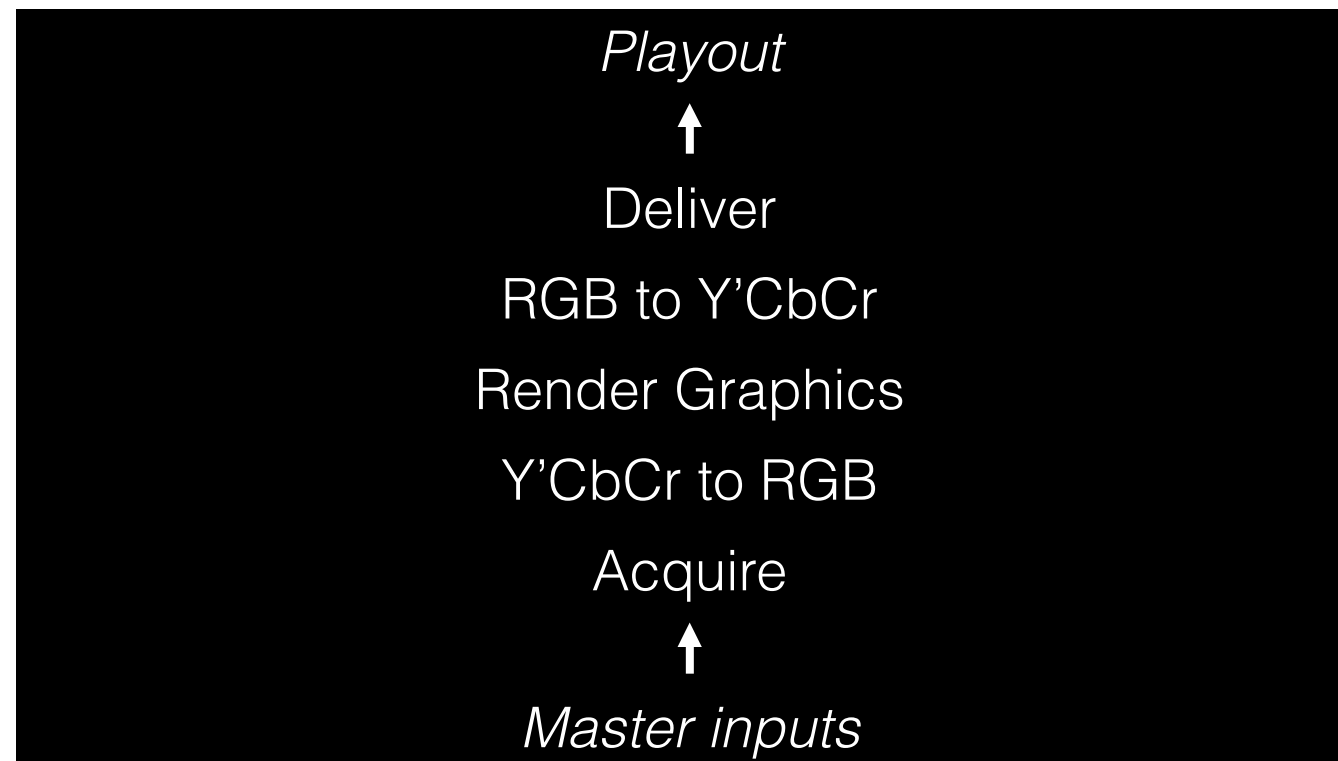 Playout
Deliver
RGB to Y’CbCr
Render Graphics
Y’CbCr to RGB
Acquire
Master inputs